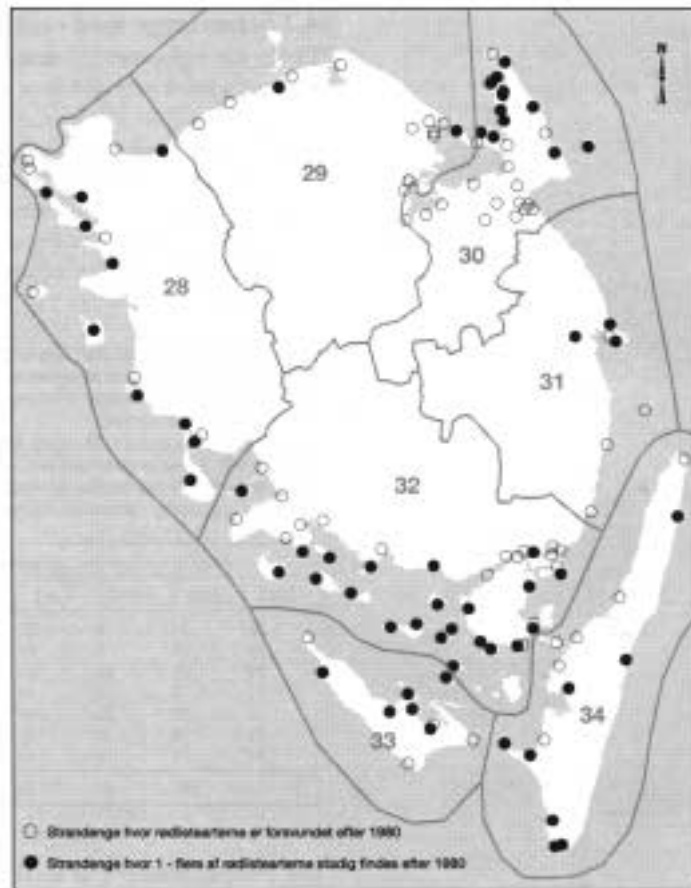 N
29
30
28
31
32
34
33
Strandenge hvor rødlistearterne er forsvundet efter 1980
Strandenge hvor 1 - flere af rødlistearterne stadig findes efter 1980